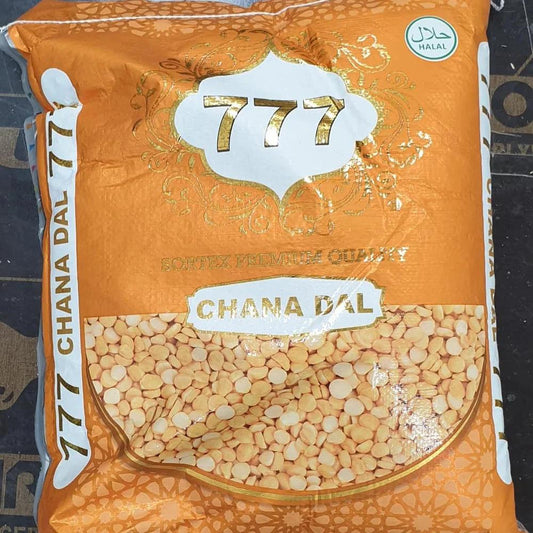 حلال
HALAL
777
SORTEX PREMIUM QUALITY
CHANA DAL
777 CHANA DAL 777
CHANA DAL 777